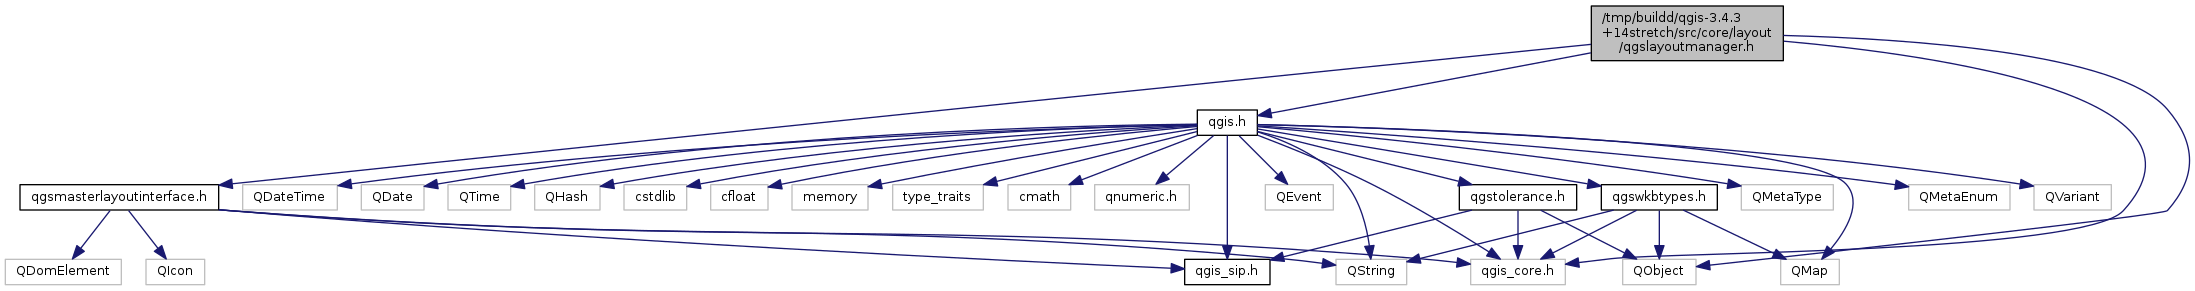 /tmp/buildd/qgis-3.4.3
+14stretch/src/core/layout
/qgslayoutmanager.h
qgis.h
qgsmasterlayoutinterface.h
QDateTime
QDate
QTime
QHash
cstdlib
cfloat
memory
type_traits
cmath
qnumeric.h
QEvent
qgstolerance.h
qgswkbtypes.h
QMetaType
QMetaEnum
QVariant
QDomElement
QIcon
qgis_sip.h
QString
qgis_core.h
QObject
QMap